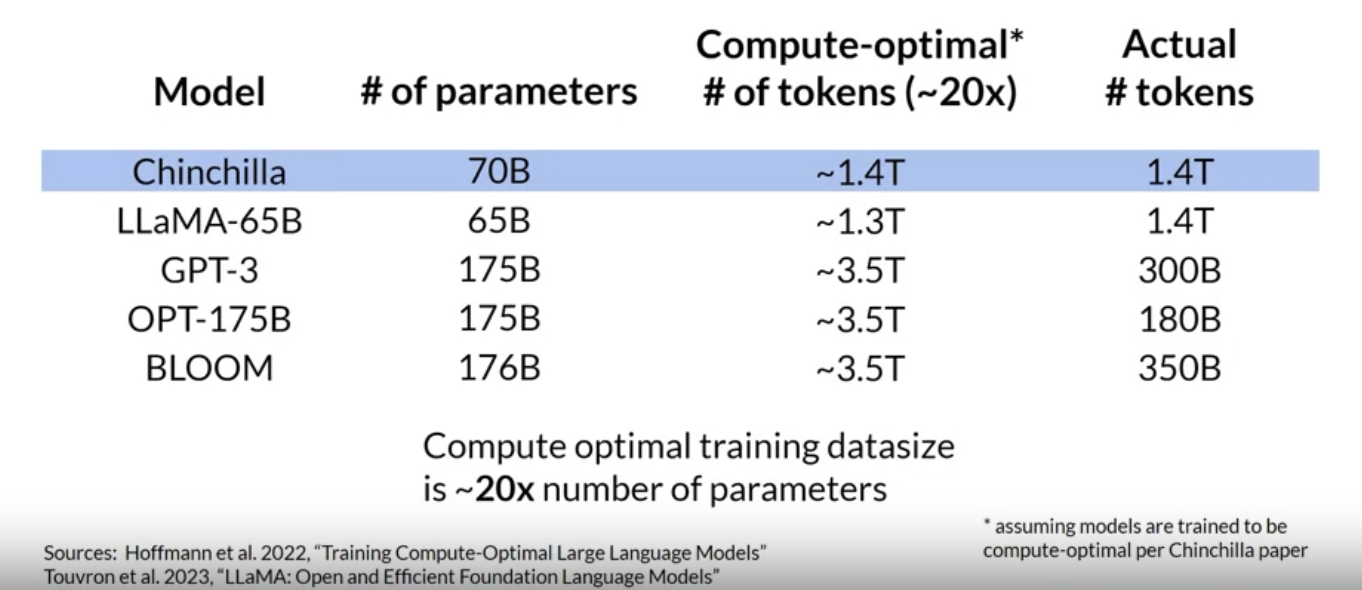 Model # of parameters Compute-optimal* # of tokens (~20x) Actual # tokens
Chinchilla 70B ~1.4T 1.4T
LLaMA-65B 65B ~1.3T 1.4T
GPT-3 175B ~3.5T 300B
OPT-175B 175B ~3.5T 180B
BLOOM 176B ~3.5T 350B
Compute optimal training datasize
is ~20x number of parameters
* assuming models are trained to be
compute-optimal per Chinchilla paper
Sources: Hoffmann et al. 2022, “Training Compute-Optimal Large Language Models”
Touvron et al. 2023, “LLaMA: Open and Efficient Foundation Language Models”